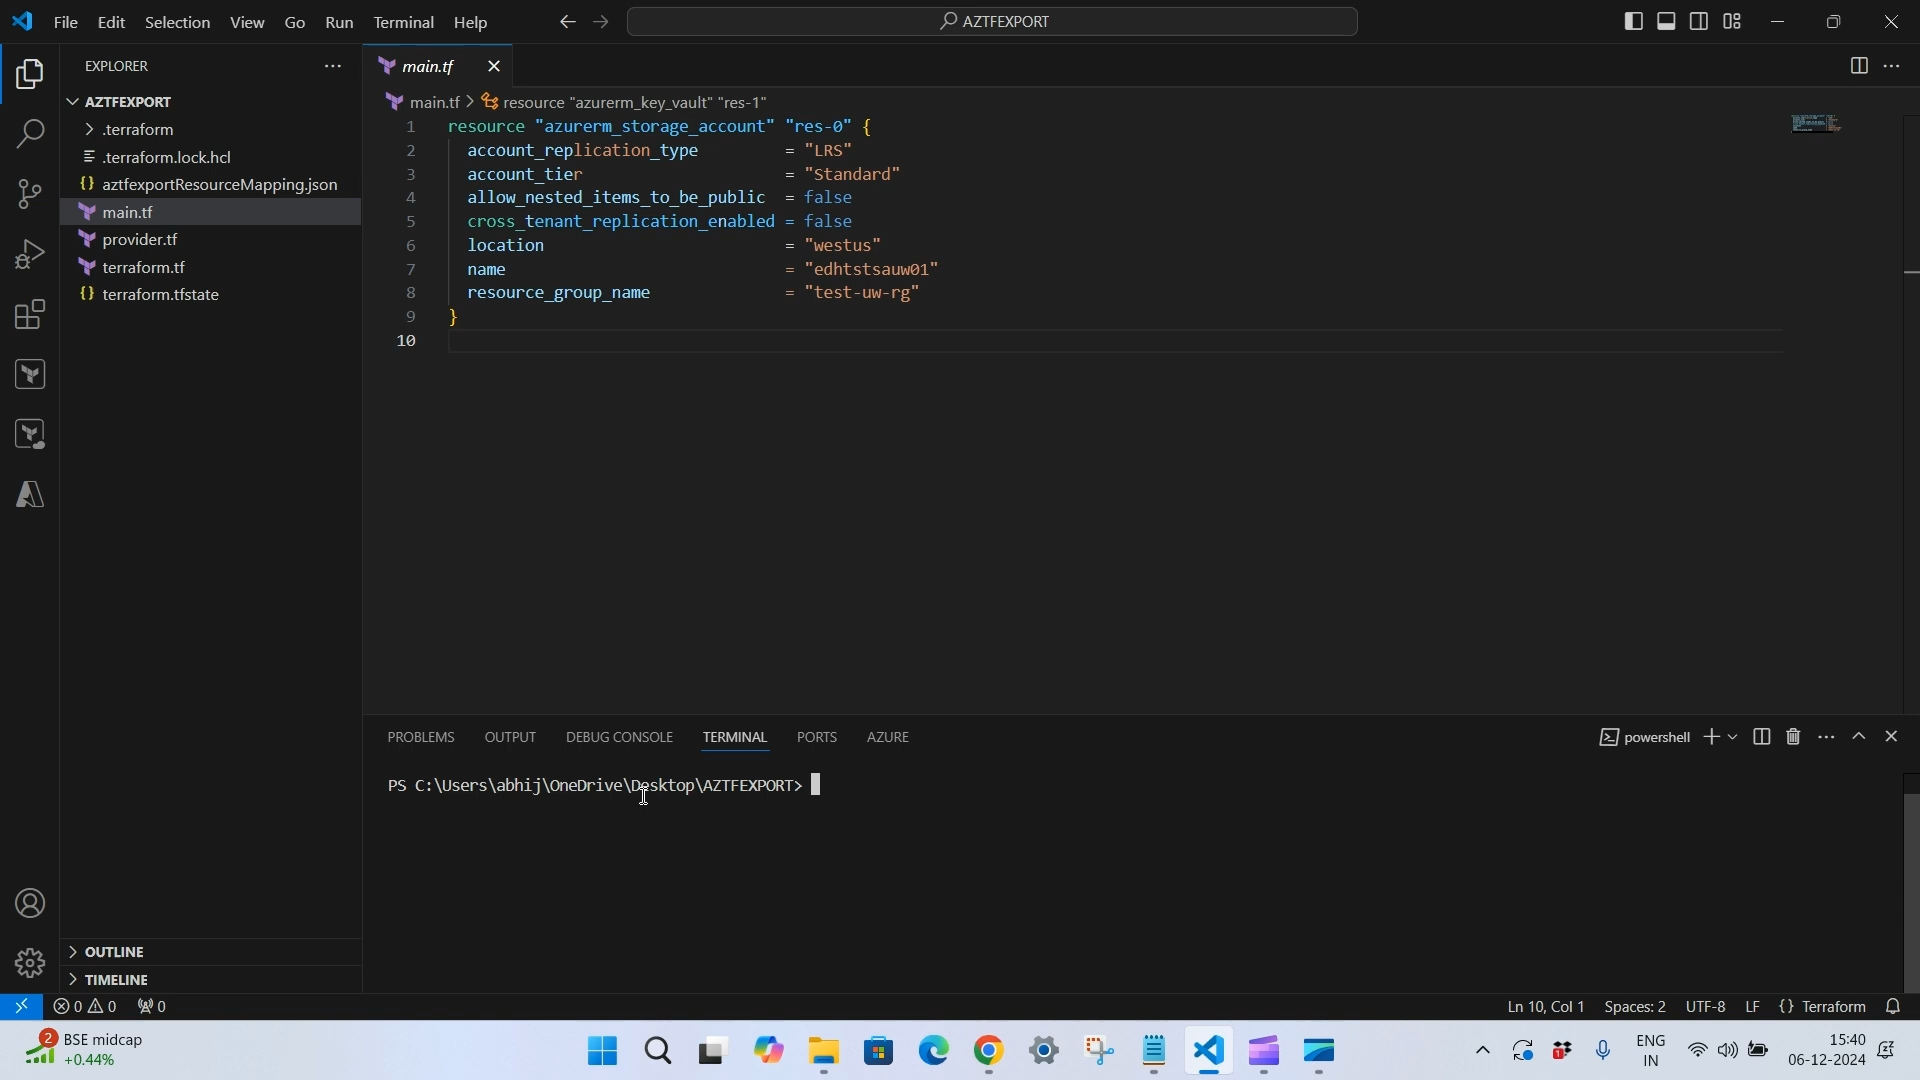 File Edit Selection View Go Run Terminal Help
AZTFEXPORT
EXPLORER
AZTFEXPORT
.terraform
.terraform.lock.hcl
{} aztfexportResourceMapping.json
main.tf
provider.tf
terraform.tf
{} terraform.tfstate
OUTLINE
TIMELINE
main.tf
main.tf > resource "azurerm_key_vault" "res-1"
1 resource "azurerm_storage_account" "res-0" {
2 account_replication_type = "LRS"
3 account_tier = "Standard"
4 allow_nested_items_to_be_public = false
5 cross_tenant_replication_enabled = false
6 location = "westus"
7 name = "edhtstsauw01"
8 resource_group_name = "test-uw-rg"
9 }
10
PROBLEMS OUTPUT DEBUG CONSOLE TERMINAL PORTS AZURE
powershell
PS C:\Users\abhij\OneDrive\Desktop\AZTFEXPORT>
0 0 0
Ln 10, Col 1 Spaces: 2 UTF-8 LF {} Terraform
2
BSE midcap
+0.44%
1
ENG
IN
15:40
06-12-2024